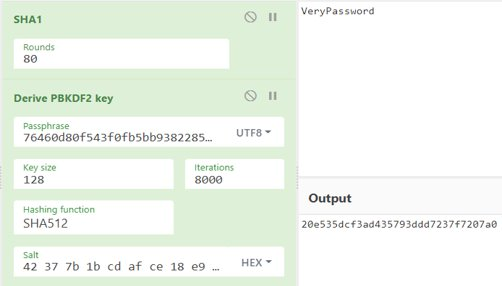 SHA1
Rounds
80
Derive PBKDF2 key
Passphrase
76460d80f543f0fb5bb9382285… UTF8
Key size
128
Iterations
8000
Hashing function
SHA512
Salt
42 37 7b 1b cd af ce 18 e9 … HEX
VeryPassword
Output
20e535dcf3ad435793ddd7237f7207a0